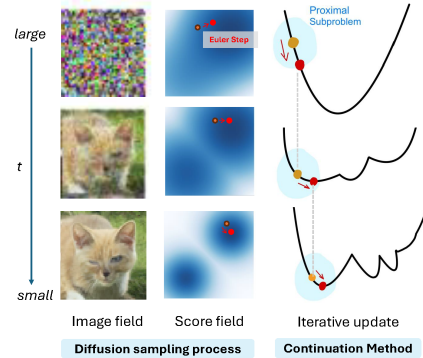 large
Proximal
Subproblem
Euler Step
t
small
Image field
Score field
Iterative update
Diffusion sampling process
Continuation Method